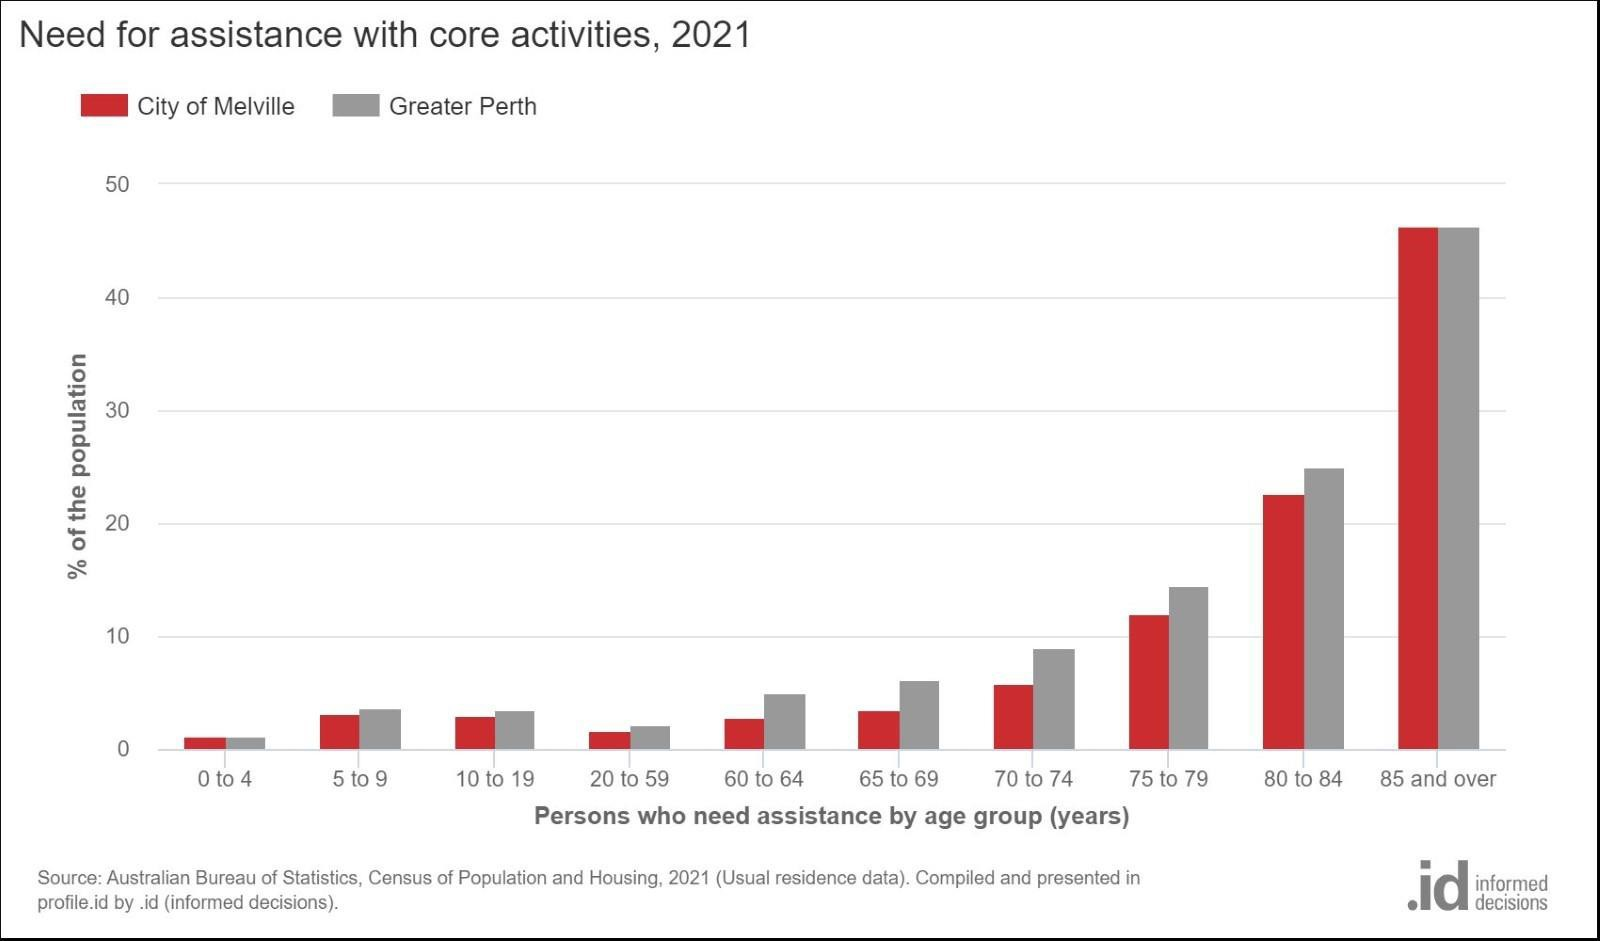 Need for assistance with core activities, 2021
City of Melville
Greater Perth
50
40
30
20
10
0
% of the population
0 to 4
5 to 9
10 to 19
20 to 59
60 to 64
65 to 69
70 to 74
75 to 79
80 to 84
85 and over
Persons who need assistance by age group (years)
Source: Australian Bureau of Statistics, Census of Population and Housing, 2021 (Usual residence data). Compiled and presented in
profile.id by .id (informed decisions).
.id informed
decisions